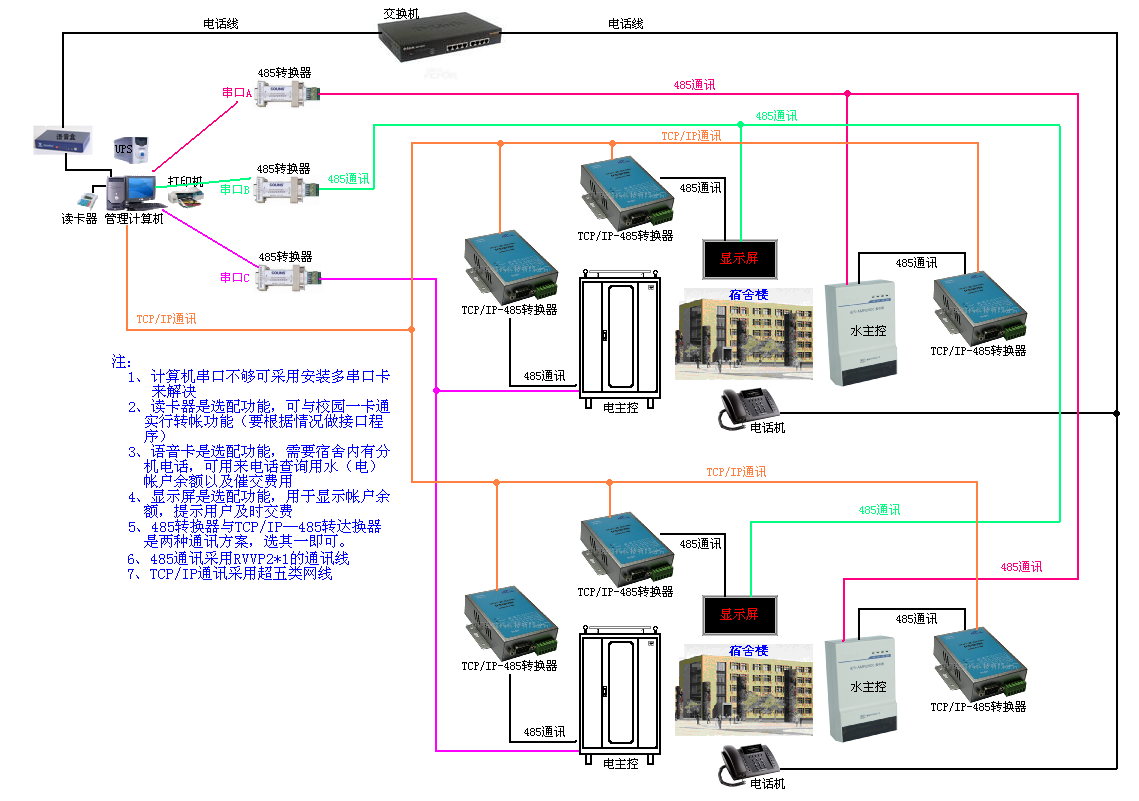 交换机
电话线
电话线
485转换器
串口A
485通讯
485通讯
TCP/IP通讯
语音盒
UPS
打印机
485转换器
串口B
485通讯
读卡器
管理计算机
485通讯
TCP/IP-485转换器
显示屏
485转换器
串口C
485通讯
宿舍楼
TCP/IP-485转换器
TCP/IP通讯
水主控
TCP/IP-485转换器
485通讯
电主控
电话机
注：
1、计算机串口不够可采用安装多串口卡
来解决
2、读卡器是选配功能，可与校园一卡通
实行转帐功能（要根据情况做接口程
序）
3、语音卡是选配功能，需要宿舍内有分
机电话，可用来电话查询用水（电）
帐户余额以及催交费用
4、显示屏是选配功能，用于显示帐户余
额，提示用户及时交费
5、485转换器与TCP/IP—485转达换器
是两种通讯方案，选其一即可。
6、485通讯采用RVVP2*1的通讯线
7、TCP/IP通讯采用超五类网线
TCP/IP通讯
485通讯
485通讯
485通讯
TCP/IP-485转换器
显示屏
485通讯
宿舍楼
TCP/IP-485转换器
水主控
TCP/IP-485转换器
485通讯
电主控
电话机